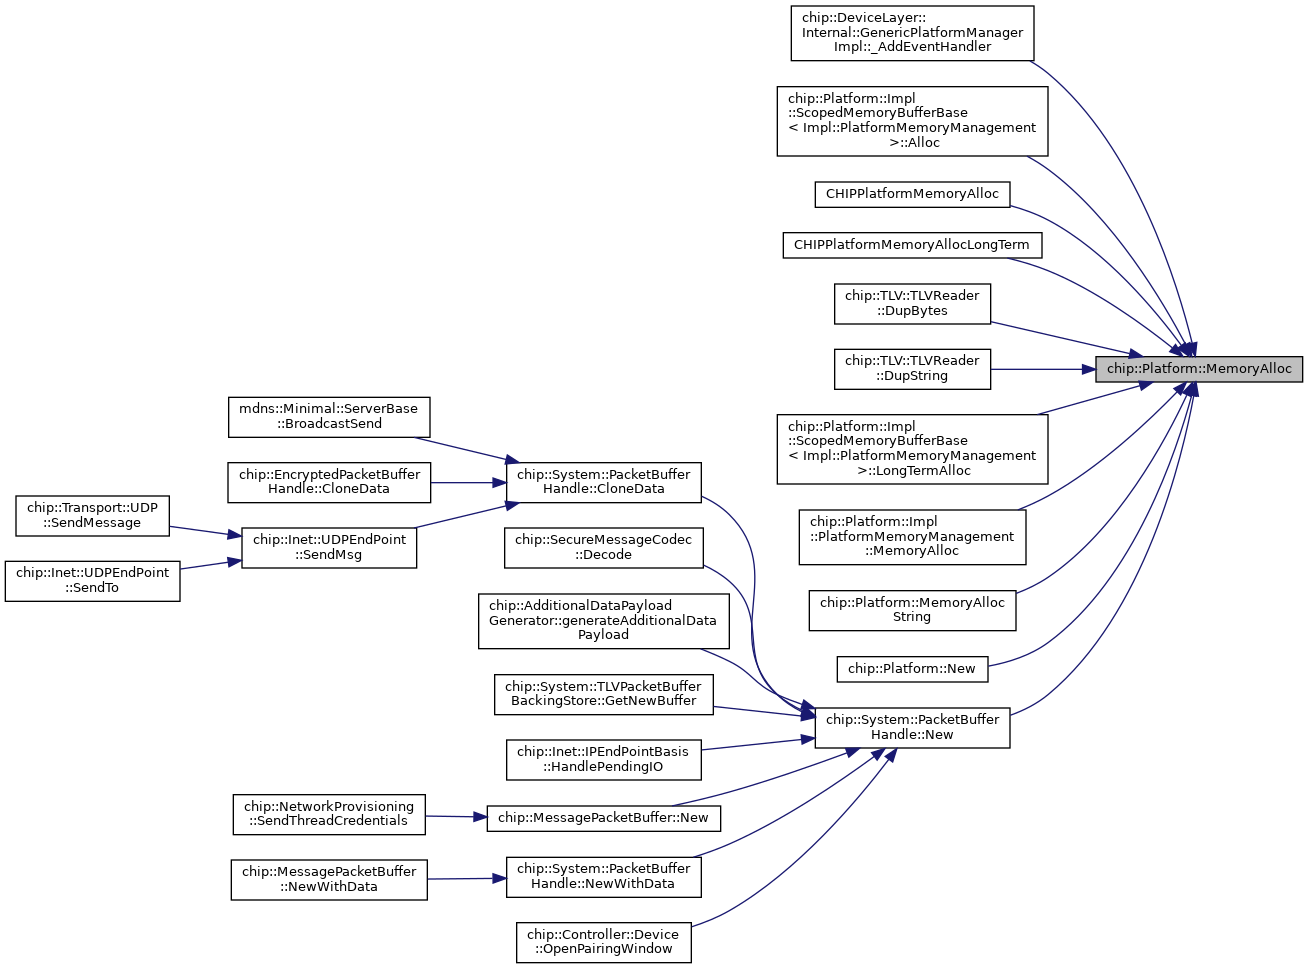 chip::DeviceLayer::
Internal::GenericPlatformManager
Impl::_AddEventHandler
chip::Platform::Impl
::ScopedMemoryBufferBase
< Impl::PlatformMemoryManagement
>::Alloc
CHIPPlatformMemoryAlloc
CHIPPlatformMemoryAllocLongTerm
chip::TLV::TLVReader
::DupBytes
chip::TLV::TLVReader
::DupString
chip::Platform::MemoryAlloc
chip::Platform::Impl
::ScopedMemoryBufferBase
< Impl::PlatformMemoryManagement
>::LongTermAlloc
chip::Platform::Impl
::PlatformMemoryManagement
::MemoryAlloc
chip::Platform::MemoryAlloc
String
chip::Platform::New
chip::System::PacketBuffer
Handle::New
mdns::Minimal::ServerBase
::BroadcastSend
chip::EncryptedPacketBuffer
Handle::CloneData
chip::System::PacketBuffer
Handle::CloneData
chip::Transport::UDP
::SendMessage
chip::Inet::UDPEndPoint
::SendMsg
chip::Inet::UDPEndPoint
::SendTo
chip::SecureMessageCodec
::Decode
chip::AdditionalDataPayload
Generator::generateAdditionalData
Payload
chip::System::TLVPacketBuffer
BackingStore::GetNewBuffer
chip::Inet::IPEndPointBasis
::HandlePendingIO
chip::NetworkProvisioning
::SendThreadCredentials
chip::MessagePacketBuffer::New
chip::MessagePacketBuffer
::NewWithData
chip::System::PacketBuffer
Handle::NewWithData
chip::Controller::Device
::OpenPairingWindow